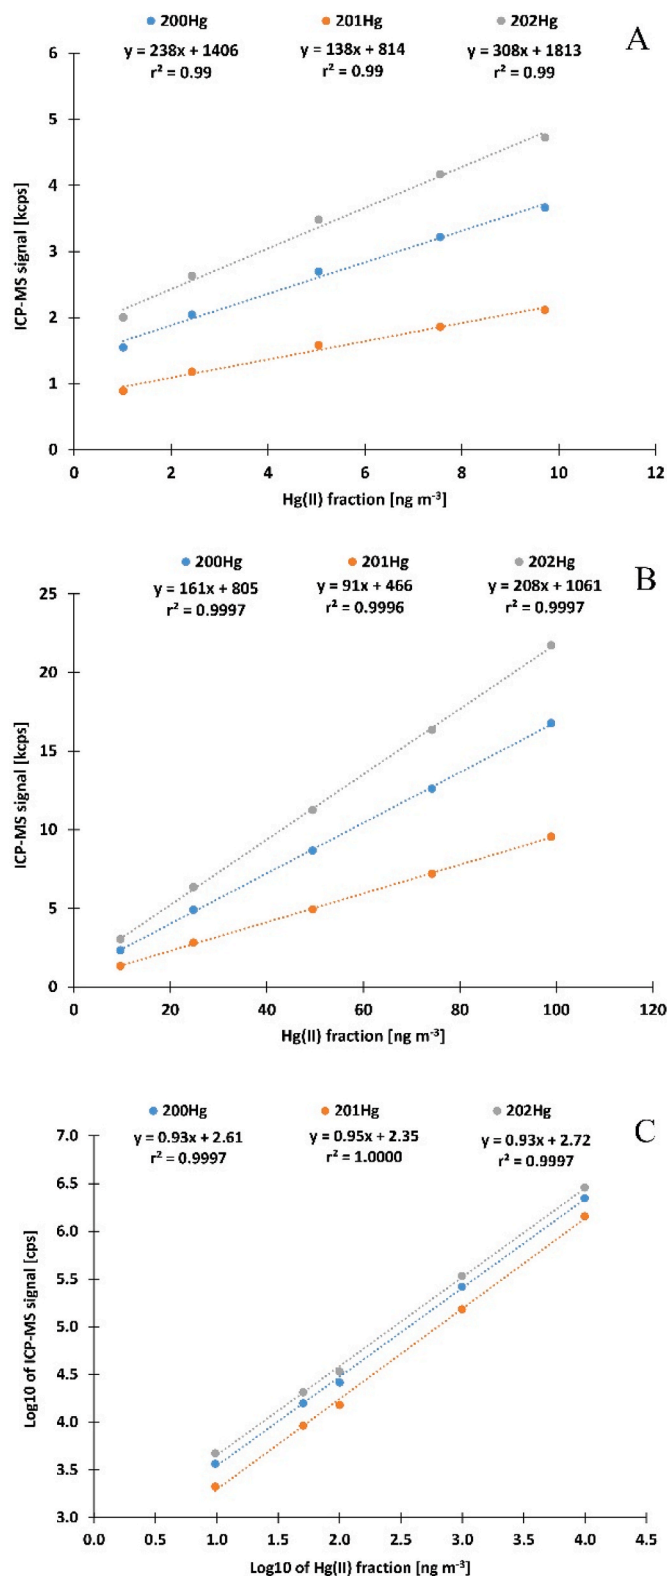 200Hg 201Hg 202Hg
A
y = 238x + 1406 y = 138x + 814 y = 308x + 1813
r² = 0.99 r² = 0.99 r² = 0.99
6
5
4
3
2
1
0
ICP-MS signal [kcps]
0 2 4 6 8 10 12
Hg(II) fraction [ng m⁻³]
200Hg 201Hg 202Hg
B
y = 161x + 805 y = 91x + 466 y = 208x + 1061
r² = 0.9997 r² = 0.9996 r² = 0.9997
25
20
15
10
5
0
ICP-MS signal [kcps]
0 20 40 60 80 100 120
Hg(II) fraction [ng m⁻³]
200Hg 201Hg 202Hg
C
y = 0.93x + 2.61 y = 0.95x + 2.35 y = 0.93x + 2.72
r² = 0.9997 r² = 1.0000 r² = 0.9997
7.0
6.5
6.0
5.5
5.0
4.5
4.0
3.5
3.0
Log10 of ICP-MS signal [cps]
0.0 0.5 1.0 1.5 2.0 2.5 3.0 3.5 4.0 4.5
Log10 of Hg(II) fraction [ng m⁻³]